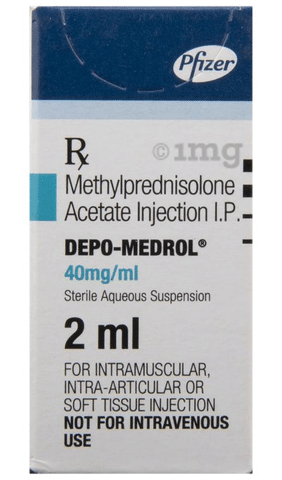 Pfizer
Rx
© 1mg
Methylprednisolone
Acetate Injection I.P.
DEPO-MEDROL®
40mg/ml
Sterile Aqueous Suspension
2 ml
FOR INTRAMUSCULAR,
INTRA-ARTICULAR OR
SOFT TISSUE INJECTION
NOT FOR INTRAVENOUS
USE